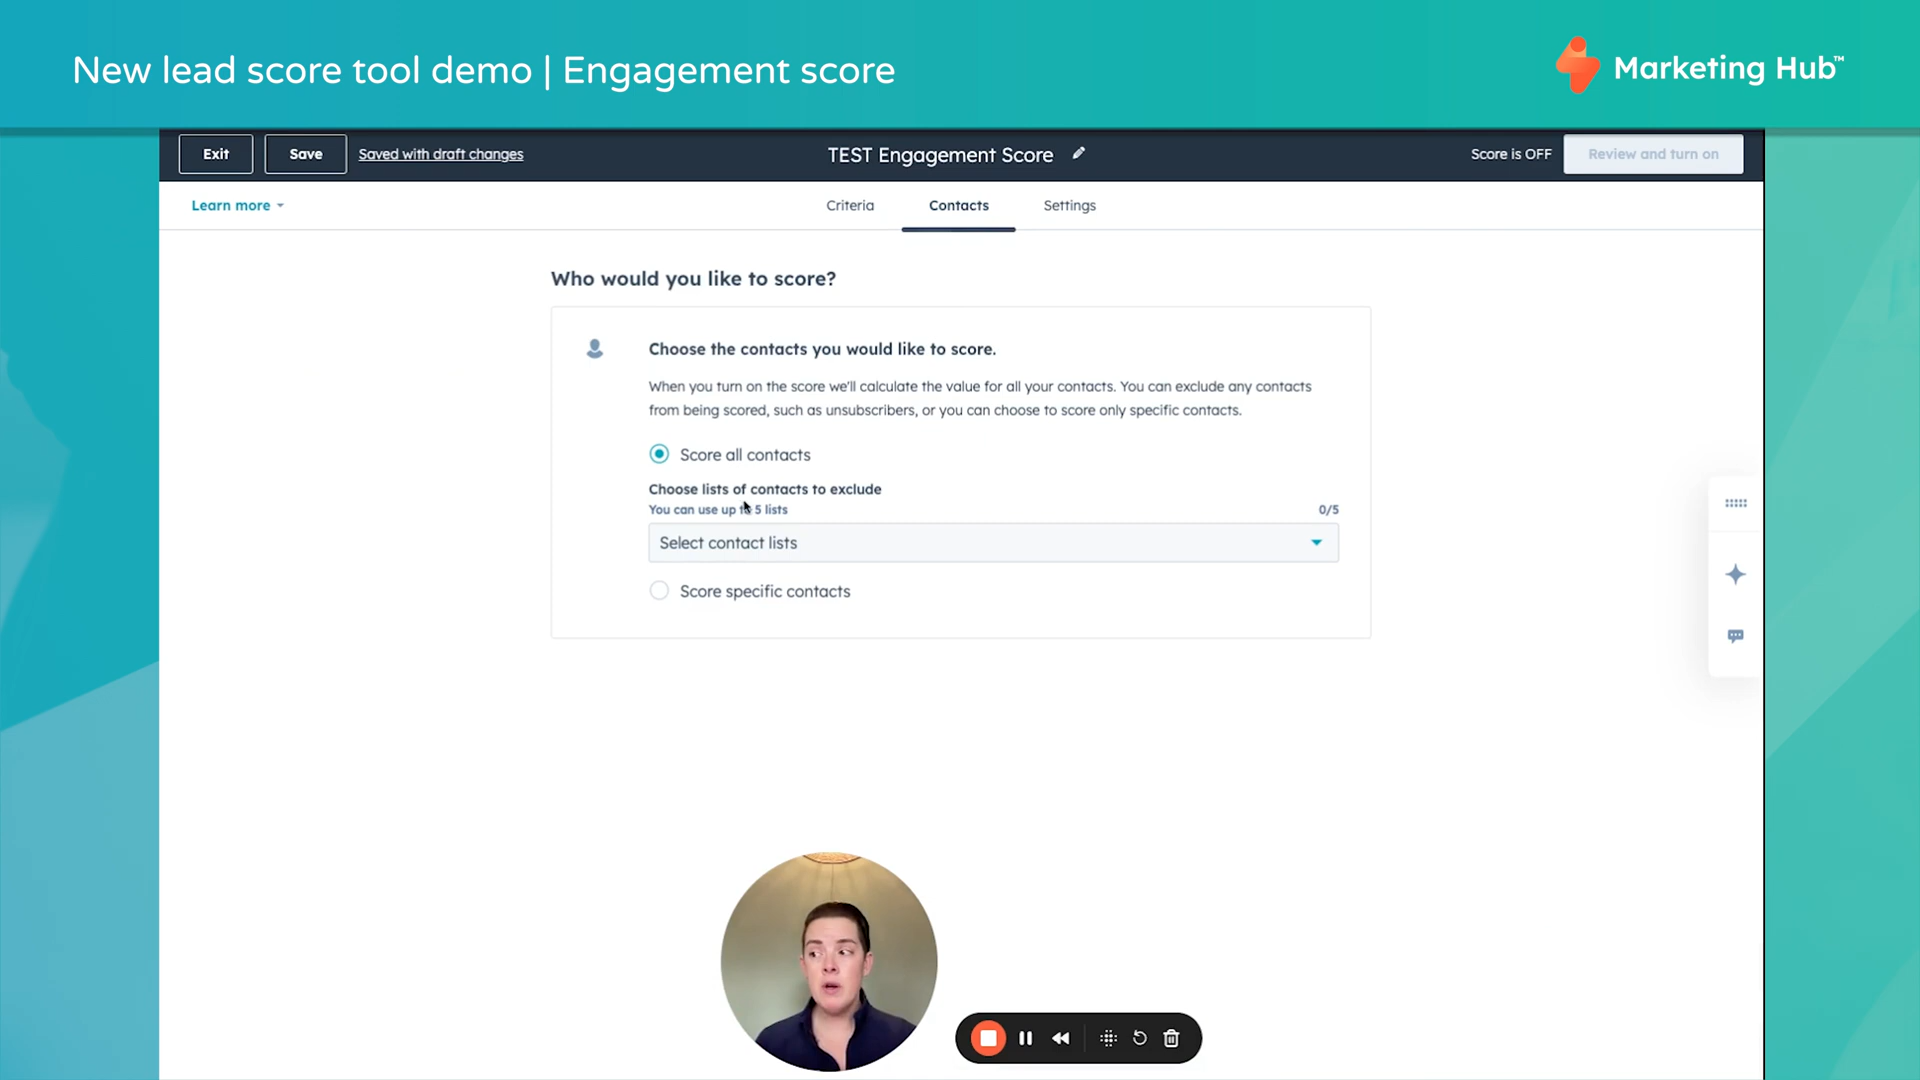 New lead score tool demo | Engagement score
Marketing Hub™
Exit
Save
Saved with draft changes
TEST Engagement Score
Score is OFF
Review and turn on
Learn more
Criteria
Contacts
Settings
Who would you like to score?
Choose the contacts you would like to score.
When you turn on the score we'll calculate the value for all your contacts. You can exclude any contacts
from being scored, such as unsubscribers, or you can choose to score only specific contacts.
Score all contacts
Choose lists of contacts to exclude
You can use up to 5 lists
0/5
Select contact lists
Score specific contacts